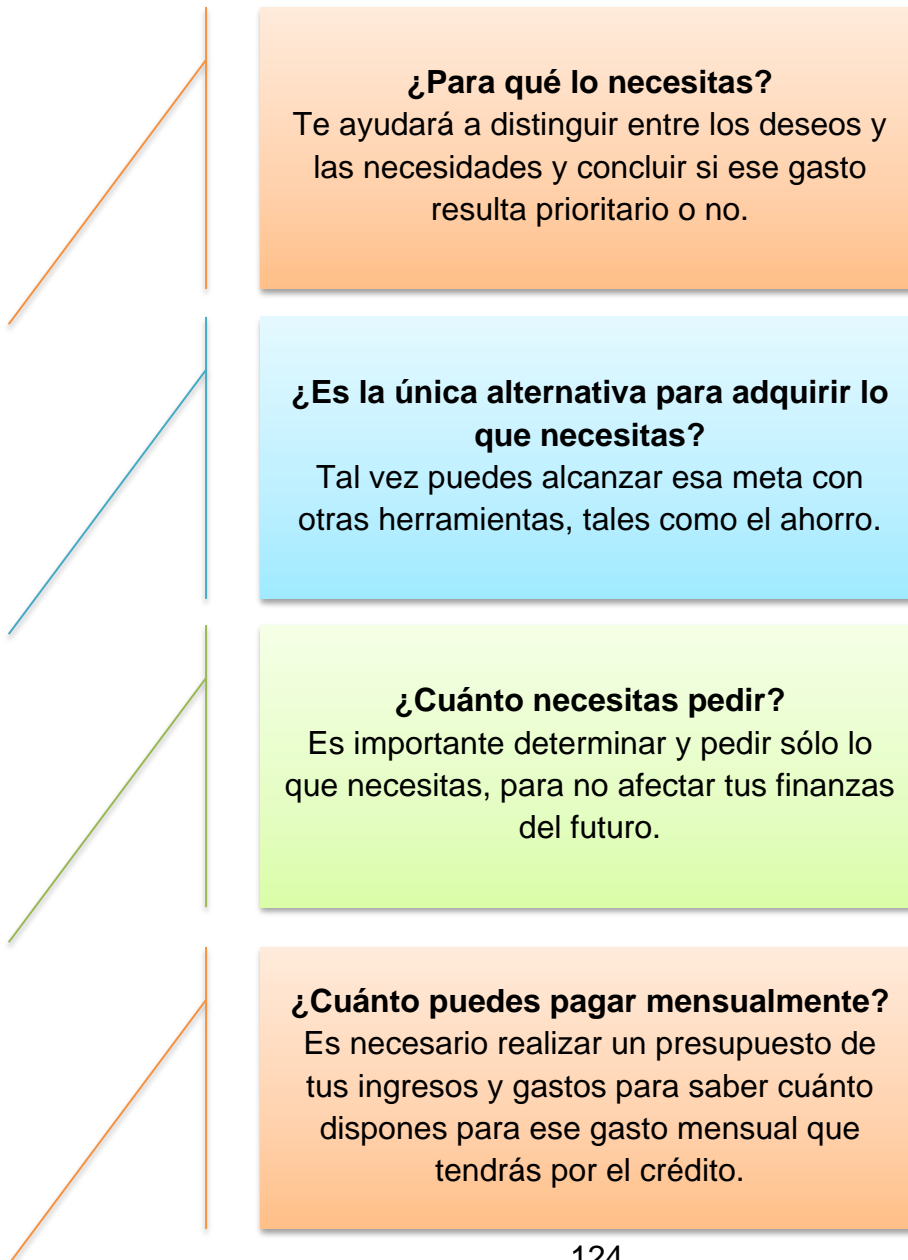 ¿Para qué lo necesitas?
Te ayudará a distinguir entre los deseos y
las necesidades y concluir si ese gasto
resulta prioritario o no.
¿Es la única alternativa para adquirir lo
que necesitas?
Tal vez puedes alcanzar esa meta con
otras herramientas, tales como el ahorro.
¿Cuánto necesitas pedir?
Es importante determinar y pedir sólo lo
que necesitas, para no afectar tus finanzas
del futuro.
¿Cuánto puedes pagar mensualmente?
Es necesario realizar un presupuesto de
tus ingresos y gastos para saber cuánto
dispones para ese gasto mensual que
tendrás por el crédito.
124